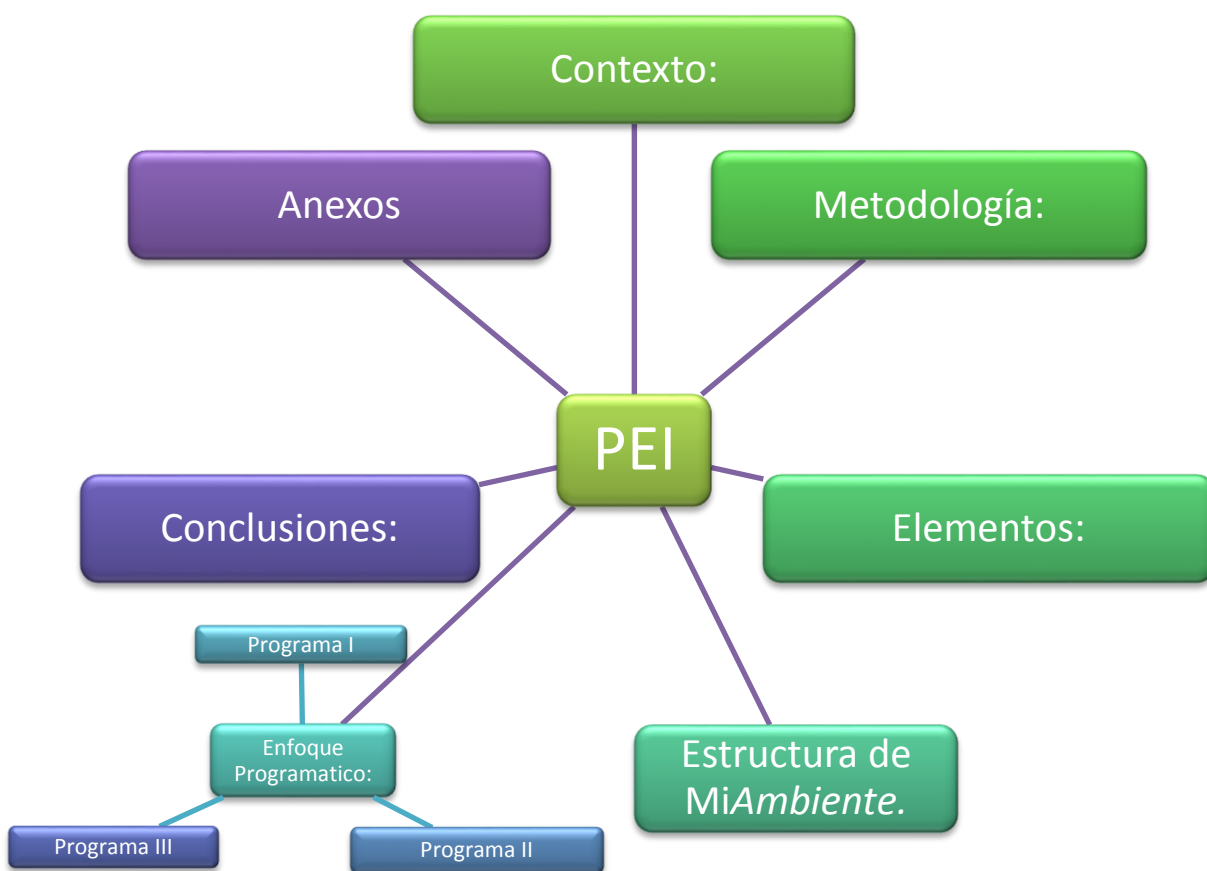 Contexto:
Anexos
Metodología:
PEI
Conclusiones:
Elementos:
Programa I
Enfoque
Programatico:
Estructura de
MiAmbiente.
Programa III
Programa II